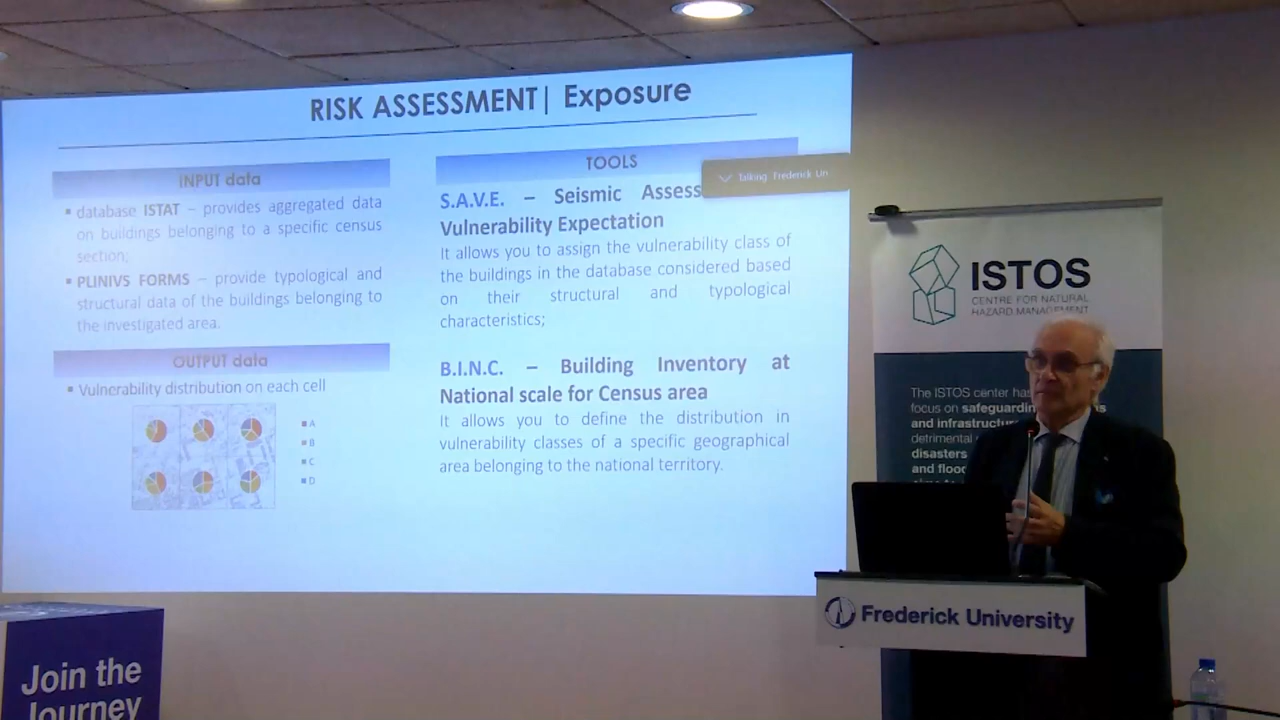 RISK ASSESSMENT| Exposure
INPUT data
▪ database ISTAT – provides aggregated data
on buildings belonging to a specific census
section;
▪ PLINIVS FORMS – provide typological and
structural data of the buildings belonging to
the investigated area.
OUTPUT data
▪ Vulnerability distribution on each cell
A
B
C
D
TOOLS
Talking: Frederick Un
S.A.V.E. – Seismic Assess
Vulnerability Expectation
It allows you to assign the vulnerability class of
the buildings in the database considered based
on their structural and typological
characteristics;
B.I.N.C. – Building Inventory at
National scale for Census area
It allows you to define the distribution in
vulnerability classes of a specific geographical
area belonging to the national territory.
ISTOS
CENTRE FOR NATURAL
HAZARD MANAGEMENT
The ISTOS center has
focus on safeguardin
and infrastructu
detrimental
disasters
and flood
Frederick University
Join the
Journey